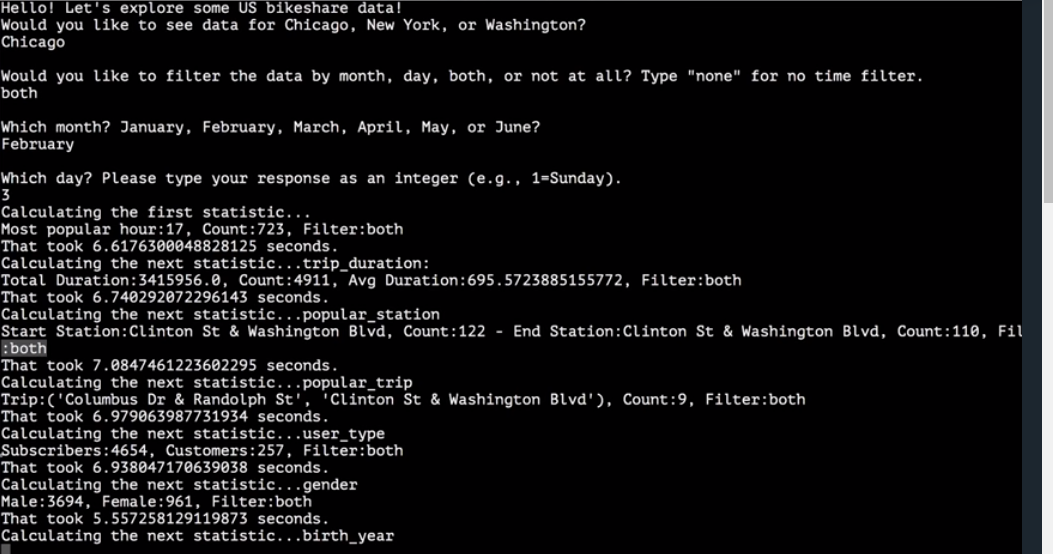 Hello! Let's explore some US bikeshare data!
Would you like to see data for Chicago, New York, or Washington?
Chicago
Would you like to filter the data by month, day, both, or not at all? Type "none" for no time filter.
both
Which month? January, February, March, April, May, or June?
February
Which day? Please type your response as an integer (e.g., 1=Sunday).
3
Calculating the first statistic...
Most popular hour:17, Count:723, Filter:both
That took 6.6176300048828125 seconds.
Calculating the next statistic...trip_duration:
Total Duration:3415956.0, Count:4911, Avg Duration:695.5723885155772, Filter:both
That took 6.740292072296143 seconds.
Calculating the next statistic...popular_station
Start Station:Clinton St & Washington Blvd, Count:122 - End Station:Clinton St & Washington Blvd, Count:110, Fil
:both
That took 7.0847461223602295 seconds.
Calculating the next statistic...popular_trip
Trip:('Columbus Dr & Randolph St', 'Clinton St & Washington Blvd'), Count:9, Filter:both
That took 6.979063987731934 seconds.
Calculating the next statistic...user_type
Subscribers:4654, Customers:257, Filter:both
That took 6.938047170639038 seconds.
Calculating the next statistic...gender
Male:3694, Female:961, Filter:both
That took 5.557258129119873 seconds.
Calculating the next statistic...birth_year